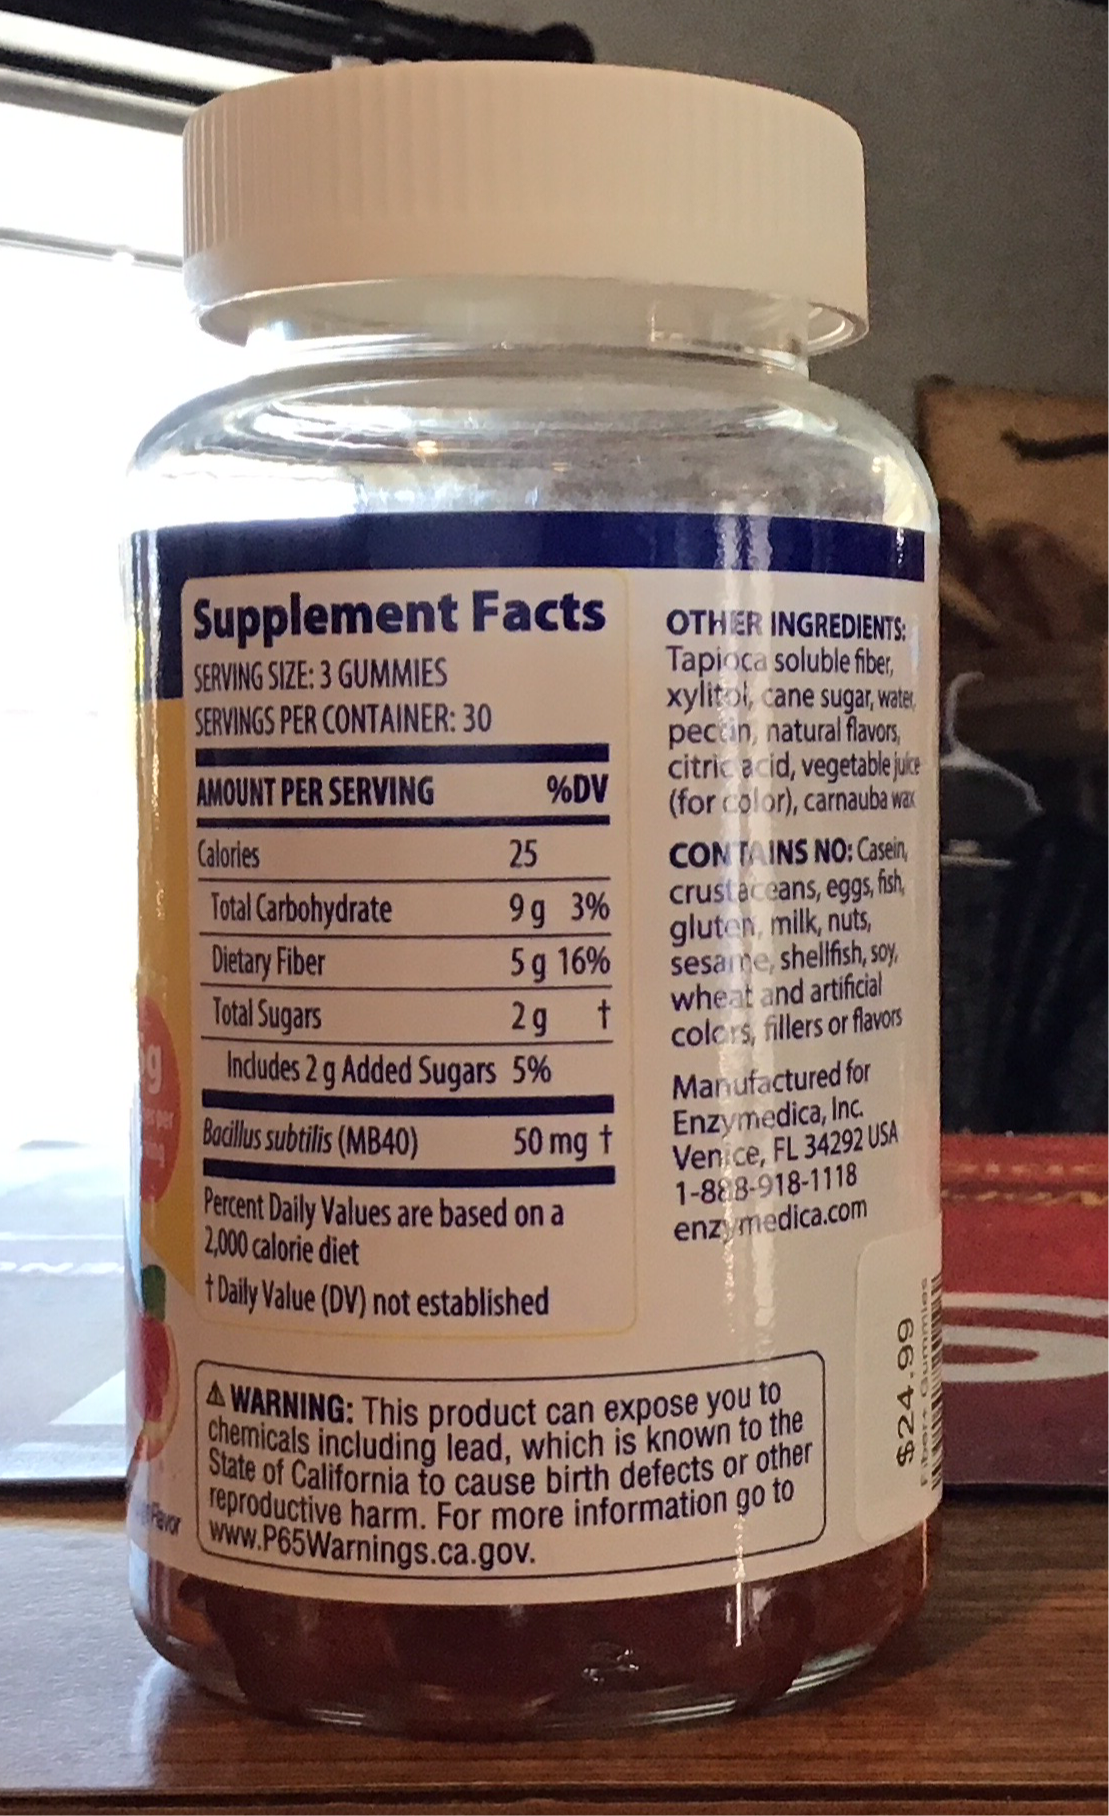 Supplement Facts
SERVING SIZE: 3 GUMMIES
SERVINGS PER CONTAINER: 30
AMOUNT PER SERVING %DV
Calories 25
Total Carbohydrate 9 g 3%
Dietary Fiber 5 g 16%
Total Sugars 2 g †
Includes 2 g Added Sugars 5%
Bacillus subtilis (MB40) 50 mg †
Percent Daily Values are based on a
2,000 calorie diet
† Daily Value (DV) not established
⚠ WARNING: This product can expose you to
chemicals including lead, which is known to the
State of California to cause birth defects or other
reproductive harm. For more information go to
www.P65Warnings.ca.gov.
OTHER INGREDIENTS:
Tapioca soluble fiber,
xylitol, cane sugar, water,
pectin, natural flavors,
citric acid, vegetable juice
(for color), carnauba wax
CONTAINS NO: Casein,
crustaceans, eggs, fish,
gluten, milk, nuts,
sesame, shellfish, soy,
wheat and artificial
colors, fillers or flavors
Manufactured for
Enzymedica, Inc.
Venice, FL 34292 USA
1-888-918-1118
enzymedica.com
$24.99
Gummies
Flavor